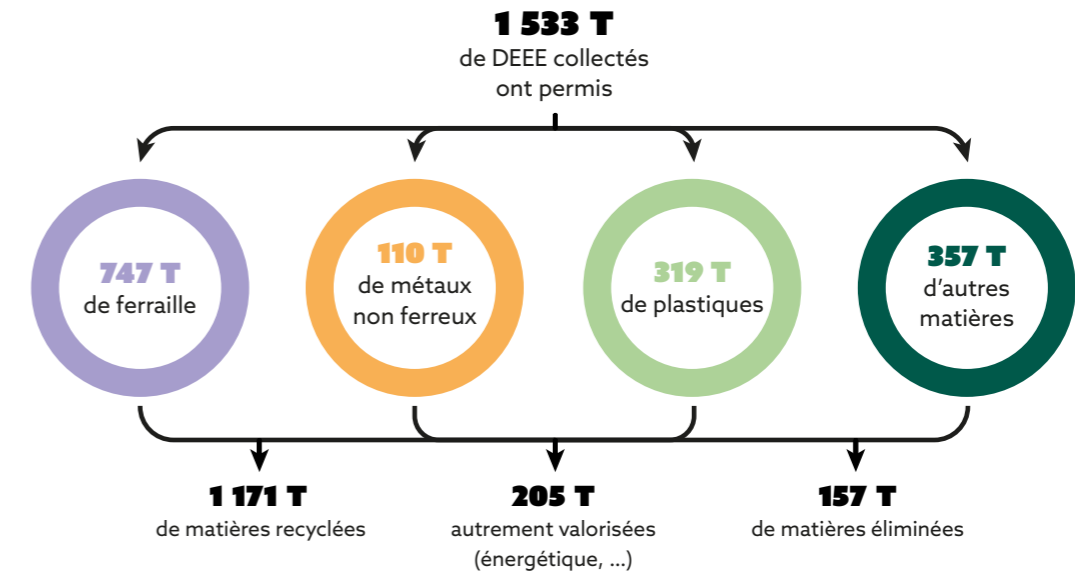 1 533 T
de DEEE collectés
ont permis
747 T
de ferraille
110 T
de métaux
non ferreux
319 T
de plastiques
357 T
d'autres
matières
1 171 T
de matières recyclées
205 T
autrement valorisées
(énergétique, ...)
157 T
de matières éliminées